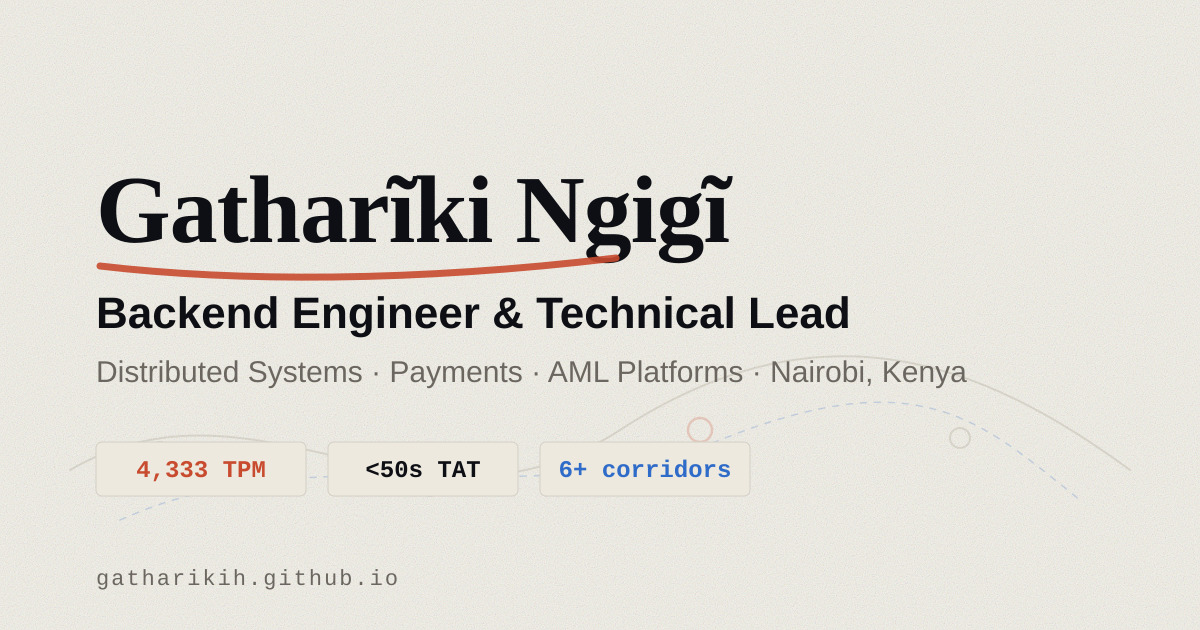 Gatharĩki Ngigĩ
Backend Engineer & Technical Lead
Distributed Systems · Payments · AML Platforms · Nairobi, Kenya
4,333 TPM <50s TAT 6+ corridors
gatharikih.github.io